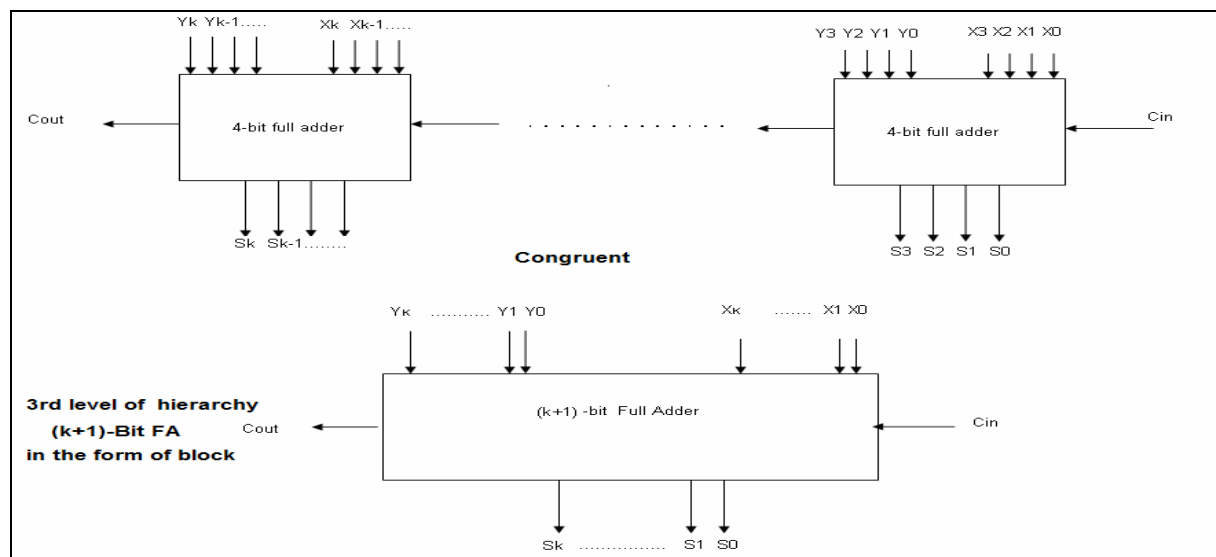 Yk Yk-1..... Xk Xk-1.....
Y3 Y2 Y1 Y0 X3 X2 X1 X0
Cout 4-bit full adder . . . . . . . . . . . 4-bit full adder Cin
Sk Sk-1........ S3 S2 S1 S0
Congruent
Yκ ........... Y1 Y0 Xκ ....... X1 X0
(k+1) -bit Full Adder
3rd level of hierarchy
(k+1)-Bit FA Cout Cin
in the form of block
Sk ................ S1 S0